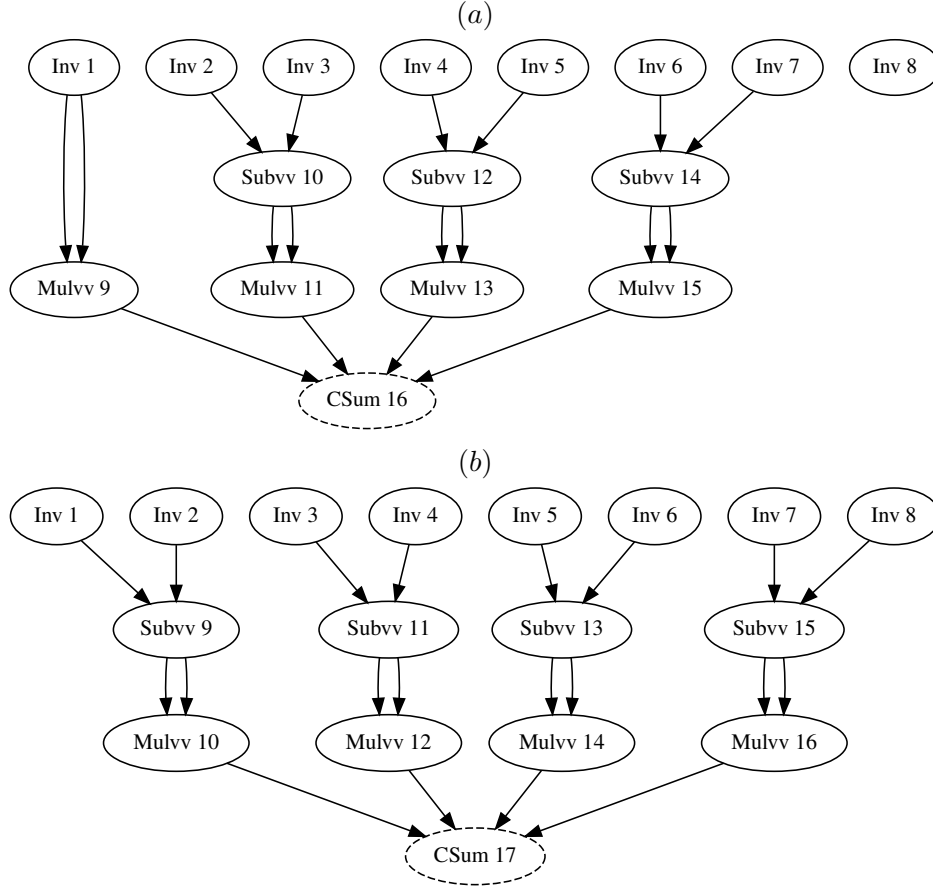 (a)
Inv 1 Inv 2 Inv 3 Inv 4 Inv 5 Inv 6 Inv 7 Inv 8
Subvv 10 Subvv 12 Subvv 14
Mulvv 9 Mulvv 11 Mulvv 13 Mulvv 15
CSum 16
(b)
Inv 1 Inv 2 Inv 3 Inv 4 Inv 5 Inv 6 Inv 7 Inv 8
Subvv 9 Subvv 11 Subvv 13 Subvv 15
Mulvv 10 Mulvv 12 Mulvv 14 Mulvv 16
CSum 17